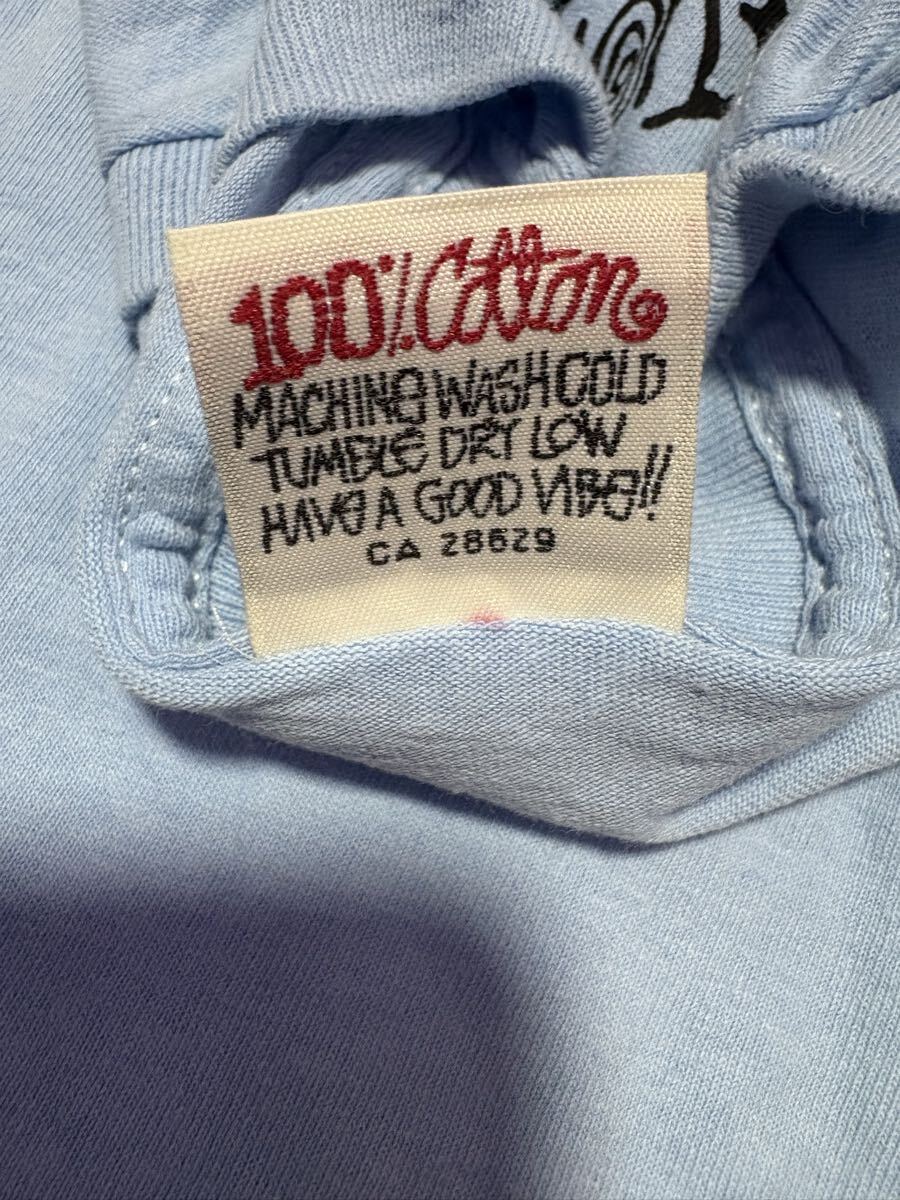 100% Cotton
MACHINE WASH COLD
TUMBLE DRY LOW
HAVE A GOOD VIBE!!
CA 28629